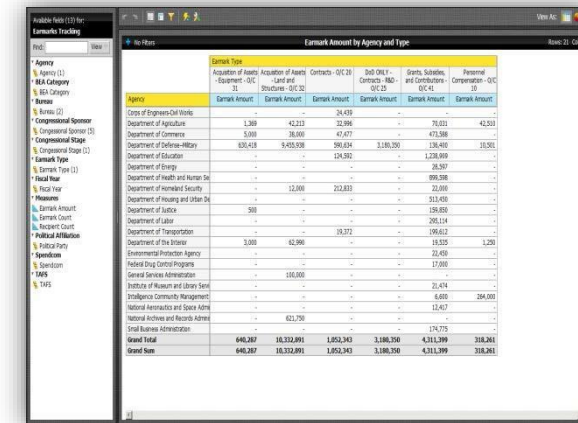 Available fields (13) for:
Earmarks Tracking
Find:
View
Agency
Agency (1)
BEA Category
BEA Category
Bureau
Bureau (2)
Congressional Sponsor
Congressional Sponsor (5)
Congressional Stage
Congressional Stage (1)
Earmark Type
Earmark Type (1)
Fiscal Year
Fiscal Year
Measures
Earmark Amount
Earmark Count
Recipient Count
Political Affiliation
Political Party
Spendcom
Spendcom
TAFS
TAFS
View As:
No Filters
Earmark Amount by Agency and Type
Rows: 21 Co
Earmark Type
Acquisition of Assets - Equipment - O/C 31
Acquisition of Assets - Land and Structures - O/C 32
Contracts - O/C 20
DoD ONLY - Contracts - R&D - O/C 25
Grants, Subsidies, and Contributions - O/C 41
Personnel Compensation - O/C 10
Agency Earmark Amount Earmark Amount Earmark Amount Earmark Amount Earmark Amount Earmark Amount
Corps of Engineers-Civil Works - - 24,439 - - -
Department of Agriculture 1,369 42,213 32,996 - 70,031 42,510
Department of Commerce 5,000 38,000 47,477 - 473,588 -
Department of Defense--Military 630,418 9,455,938 590,634 3,180,350 136,400 10,501
Department of Education - - 124,592 - 1,238,909 -
Department of Energy - - - - 28,597 -
Department of Health and Human Se - - - - 899,598 -
Department of Homeland Security - 12,000 212,833 - 22,000 -
Department of Housing and Urban De - - - - 513,450 -
Department of Justice 500 - - - 159,850 -
Department of Labor - - - - 295,114 -
Department of Transportation - - 19,372 - 199,612 -
Department of the Interior 3,000 62,990 - - 19,535 1,250
Environmental Protection Agency - - - - 22,450 -
Federal Drug Control Programs - - - - 17,000 -
General Services Administration - 100,000 - - - -
Institute of Museum and Library Servi - - - - 21,474 -
Intelligence Community Management - - - - 6,600 264,000
National Aeronautics and Space Admi - - - - 12,417 -
National Archives and Records Admini - 621,750 - - - -
Small Business Administration - - - - 174,775 -
Grand Total 640,287 10,332,891 1,052,343 3,180,350 4,311,399 318,261
Grand Sum 640,287 10,332,891 1,052,343 3,180,350 4,311,399 318,261